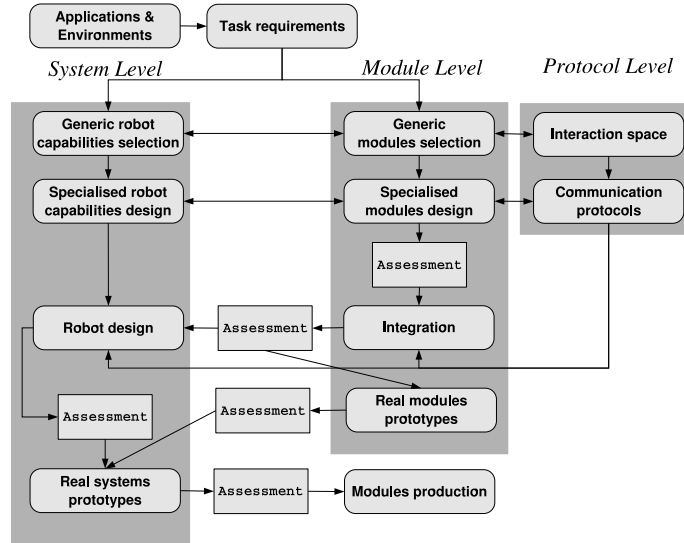 Applications &
Environments
Task requirements
System Level
Module Level
Protocol Level
Generic robot
capabilities selection
Generic
modules selection
Interaction space
Specialised robot
capabilities design
Specialised
modules design
Communication
protocols
Assessment
Robot design
Assessment
Integration
Assessment
Assessment
Real modules
prototypes
Real systems
prototypes
Assessment
Modules production